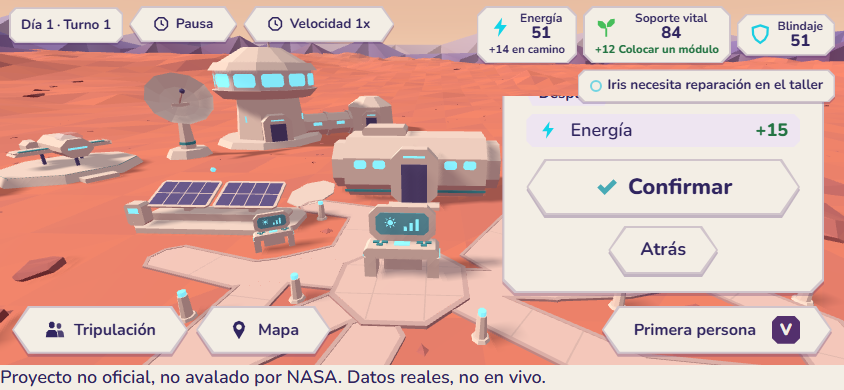 Día 1 · Turno 1
Pausa
Velocidad 1x
Energía
51
+14 en camino
Soporte vital
84
+12 Colocar un módulo
Blindaje
51
Iris necesita reparación en el taller
Energía
+15
Confirmar
Atrás
Tripulación
Mapa
Primera persona
V
Proyecto no oficial, no avalado por NASA. Datos reales, no en vivo.